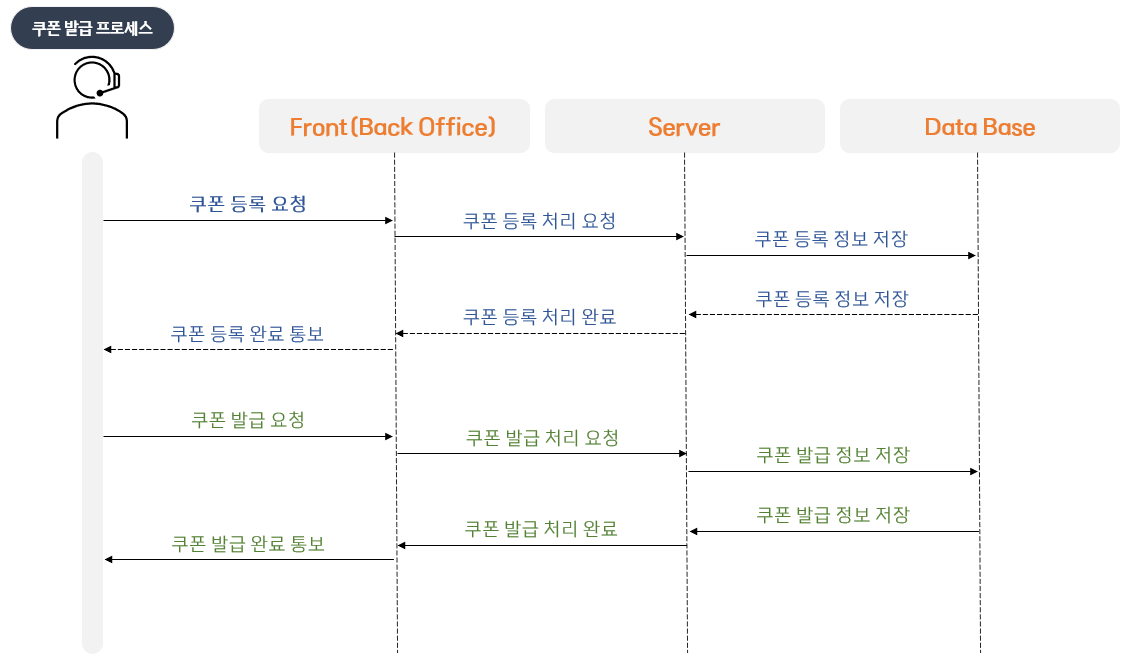 쿠폰 발급 프로세스
Front(Back Office)
Server
Data Base
쿠폰 등록 요청
쿠폰 등록 처리 요청
쿠폰 등록 정보 저장
쿠폰 등록 정보 저장
쿠폰 등록 처리 완료
쿠폰 등록 완료 통보
쿠폰 발급 요청
쿠폰 발급 처리 요청
쿠폰 발급 정보 저장
쿠폰 발급 정보 저장
쿠폰 발급 처리 완료
쿠폰 발급 완료 통보